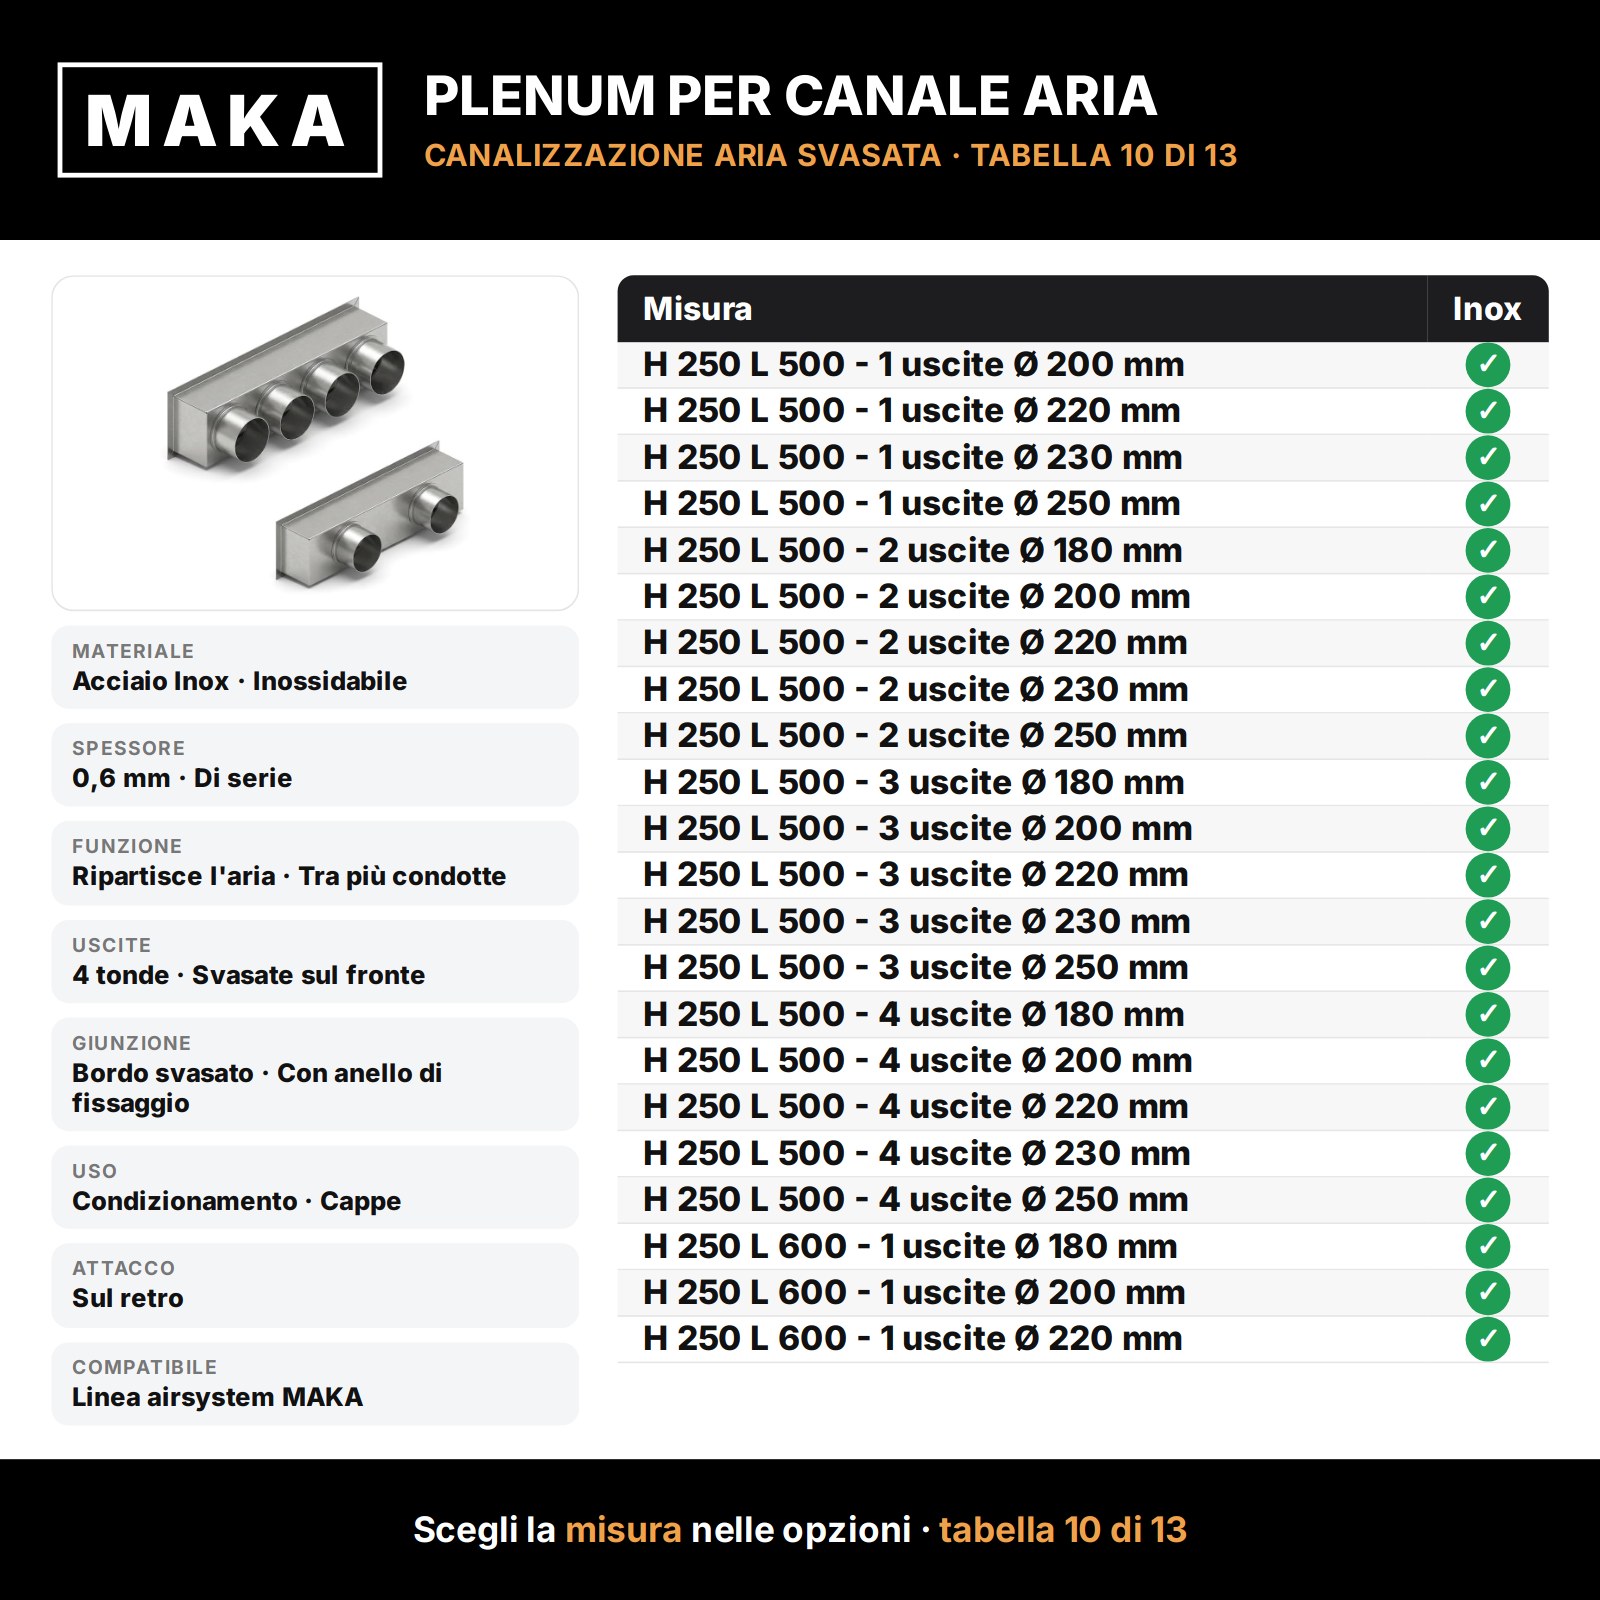 MAKA
PLENUM PER CANALE ARIA
CANALIZZAZIONE ARIA SVASATA · TABELLA 10 DI 13
MATERIALE
Acciaio Inox · Inossidabile
SPESSORE
0,6 mm · Di serie
FUNZIONE
Ripartisce l'aria · Tra più condotte
USCITE
4 tonde · Svasate sul fronte
GIUNZIONE
Bordo svasato · Con anello di
fissaggio
USO
Condizionamento · Cappe
ATTACCO
Sul retro
COMPATIBILE
Linea airsystem MAKA
Misura Inox
H 250 L 500 - 1 uscite Ø 200 mm ✓
H 250 L 500 - 1 uscite Ø 220 mm ✓
H 250 L 500 - 1 uscite Ø 230 mm ✓
H 250 L 500 - 1 uscite Ø 250 mm ✓
H 250 L 500 - 2 uscite Ø 180 mm ✓
H 250 L 500 - 2 uscite Ø 200 mm ✓
H 250 L 500 - 2 uscite Ø 220 mm ✓
H 250 L 500 - 2 uscite Ø 230 mm ✓
H 250 L 500 - 2 uscite Ø 250 mm ✓
H 250 L 500 - 3 uscite Ø 180 mm ✓
H 250 L 500 - 3 uscite Ø 200 mm ✓
H 250 L 500 - 3 uscite Ø 220 mm ✓
H 250 L 500 - 3 uscite Ø 230 mm ✓
H 250 L 500 - 3 uscite Ø 250 mm ✓
H 250 L 500 - 4 uscite Ø 180 mm ✓
H 250 L 500 - 4 uscite Ø 200 mm ✓
H 250 L 500 - 4 uscite Ø 220 mm ✓
H 250 L 500 - 4 uscite Ø 230 mm ✓
H 250 L 500 - 4 uscite Ø 250 mm ✓
H 250 L 600 - 1 uscite Ø 180 mm ✓
H 250 L 600 - 1 uscite Ø 200 mm ✓
H 250 L 600 - 1 uscite Ø 220 mm ✓
Scegli la misura nelle opzioni · tabella 10 di 13